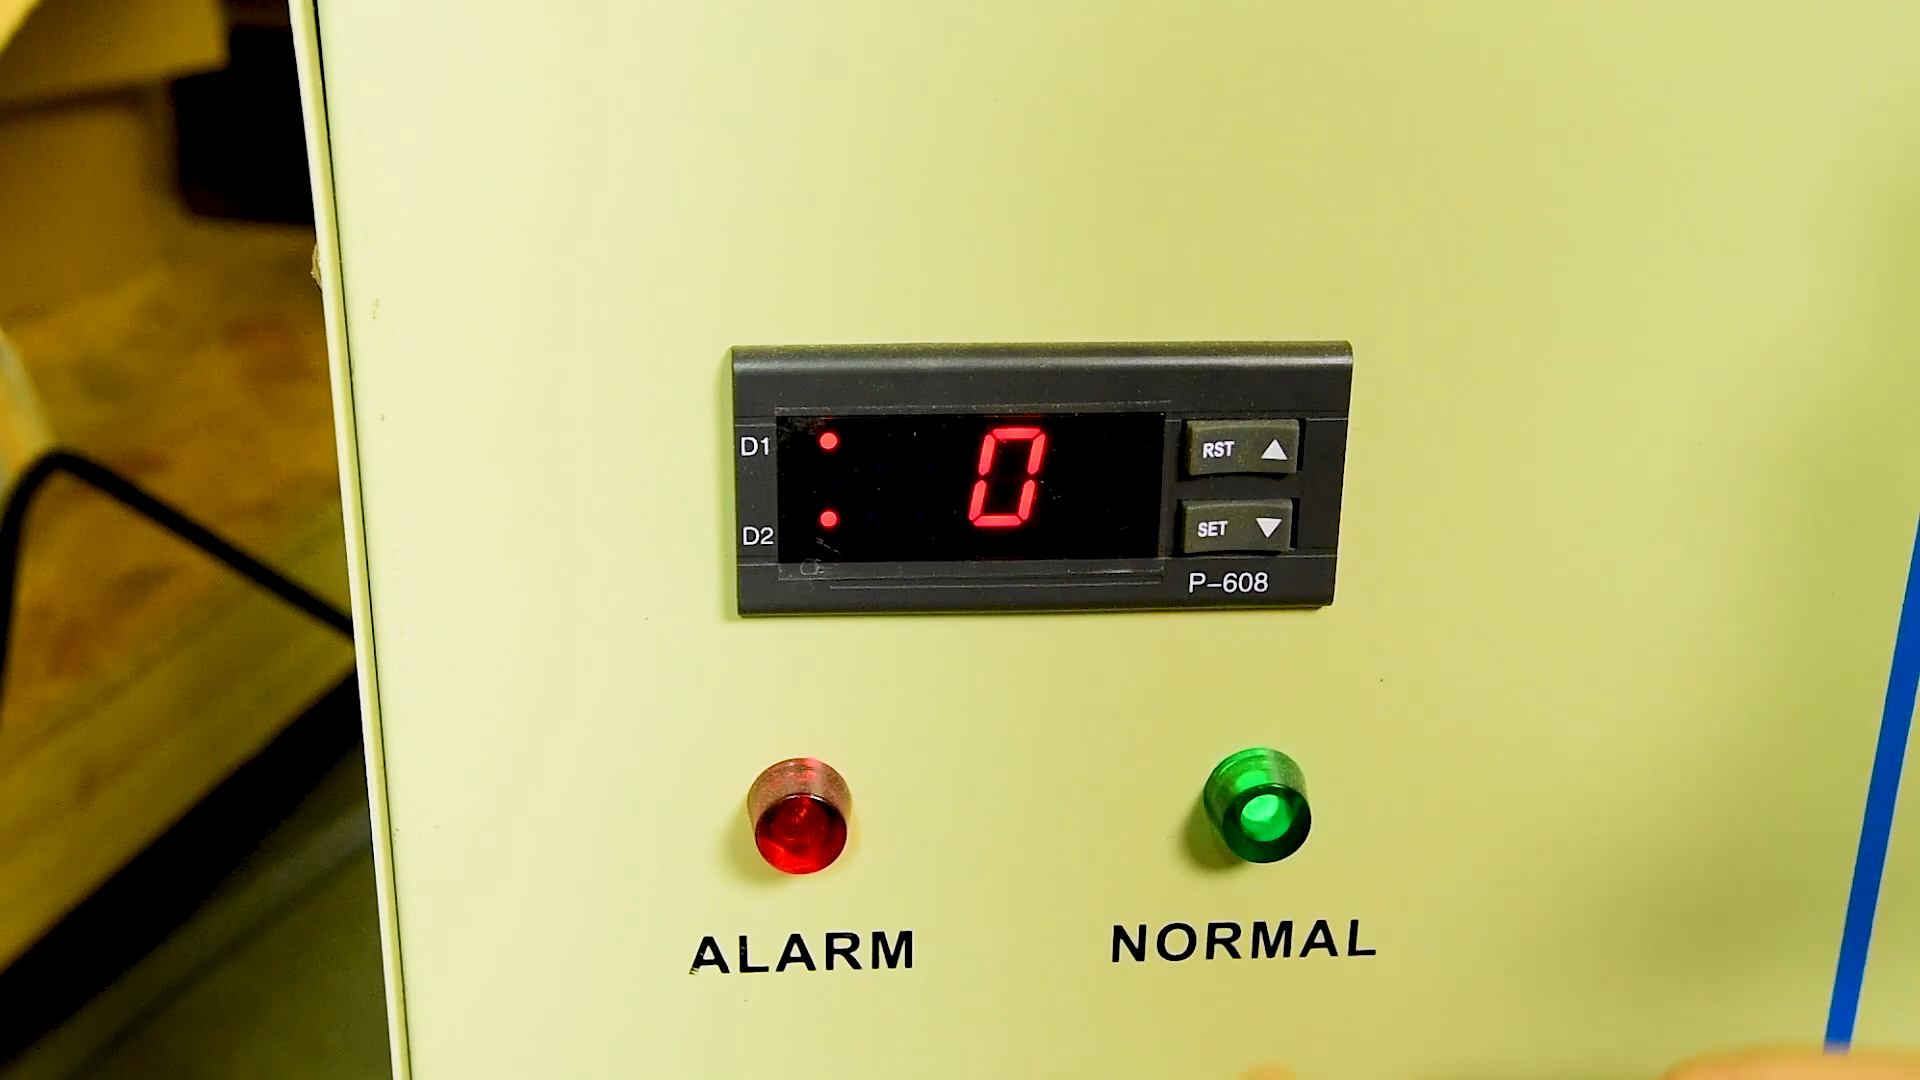 D1
0
RST ▲
D2
SET ▼
P-608
ALARM
NORMAL